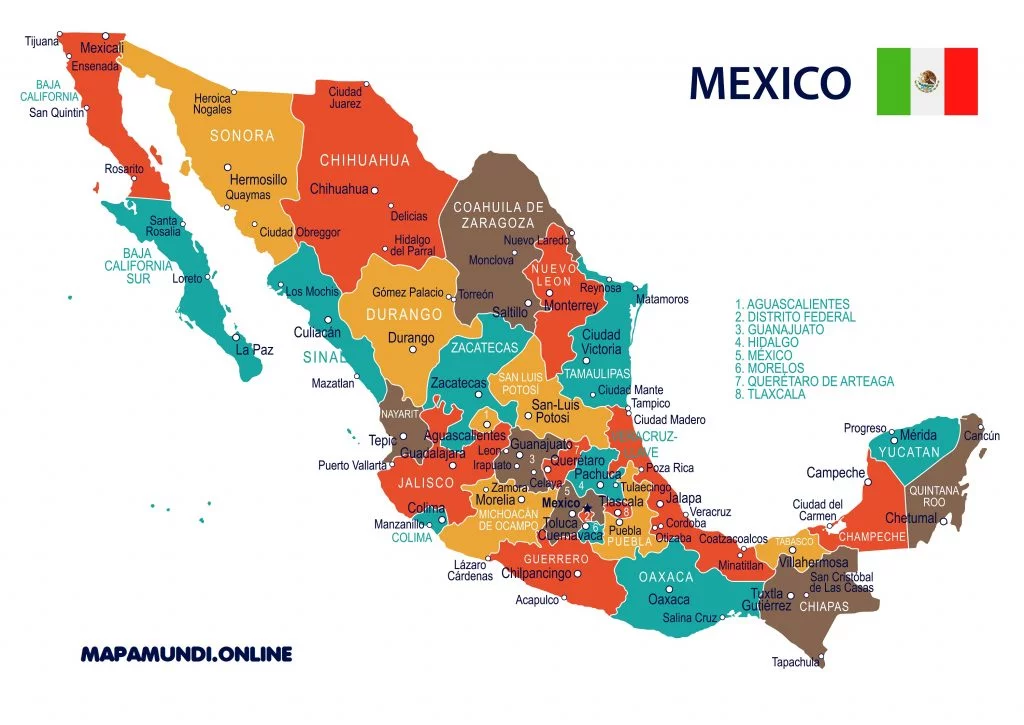 MEXICO
Tijuana
Mexicali
Ensenada
BAJA
CALIFORNIA
San Quintin
Rosarito
Heroica
Nogales
SONORA
Hermosillo
Quaymas
Ciudad Obreggor
Ciudad
Juarez
CHIHUAHUA
Chihuahua
Delicias
Hidalgo
del Parral
COAHUILA DE
ZARAGOZA
Nuevo Laredo
Monclova
Saltillo
NUEVO
LEON
Monterrey
Reynosa
Matamoros
Santa
Rosalia
BAJA
CALIFORNIA
SUR
Loreto
La Paz
Los Mochis
Culiacán
SINAL
Mazatlan
Gómez Palacio
Torreón
DURANGO
Durango
ZACATECAS
Zacatecas
SAN LUIS
POTOSÍ
San-Luis
Potosi
Ciudad
Victoria
TAMAULIPAS
Ciudad Mante
Tampico
Ciudad Madero
1. AGUASCALIENTES
2. DISTRITO FEDERAL
3. GUANAJUATO
4. HIDALGO
5. MÉXICO
6. MORELOS
7. QUERÉTARO DE ARTEAGA
8. TLAXCALA
NAYARIT
Tepic
1
Aguascalientes
Guadalajara
Puerto Vallarta
JALISCO
Leon
Guanajuato
Irapuato
3
Celaya
7
Querétaro
Pachuca
4
Tulaecingo
VERACRUZ-
LLAVE
Poza Rica
Colima
Manzanillo
COLIMA
Zamora
Morelia
MICHOACÁN
DE OCAMPO
5
Mexico
Toluca
2
Cuernavaca
6
Tlascala
8
Puebla
PUEBLA
Jalapa
Veracruz
Cordoba
Otizaba
Lázaro
Cárdenas
GUERRERO
Chilpancingo
Acapulco
OAXACA
Oaxaca
Salina Cruz
Coatzacoalcos
Minatitlan
TABASCO
Villahermosa
San Cristóbal
de Las Casas
Tuxtla
Gutiérrez
CHIAPAS
Tapachula
Ciudad del
Carmen
Campeche
CHAMPECHE
Progreso
Mérida
YUCATAN
Cancún
QUINTANA
ROO
Chetumal
MAPAMUNDI.ONLINE